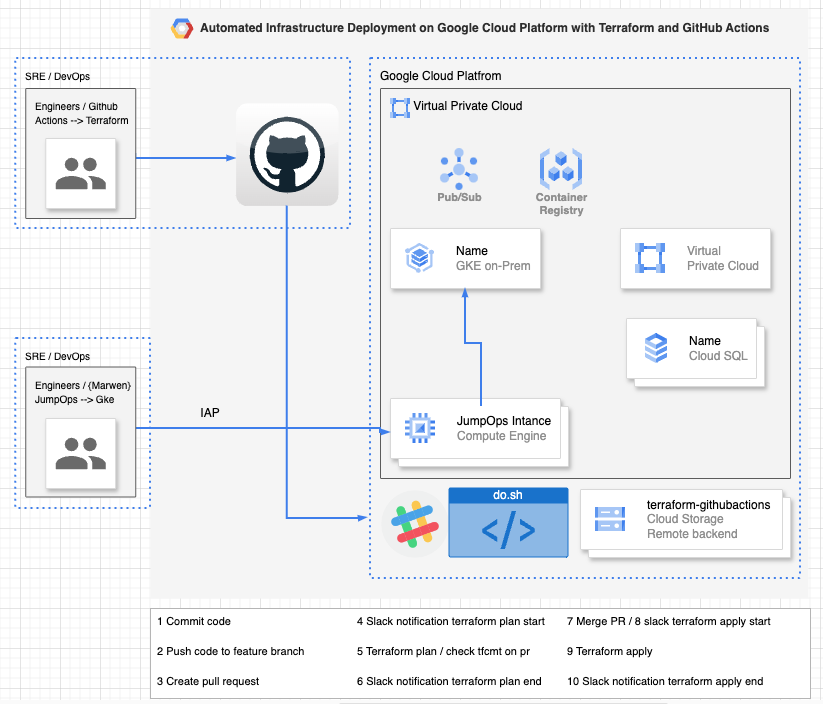 Automated Infrastructure Deployment on Google Cloud Platform with Terraform and GitHub Actions
SRE / DevOps
Engineers / Github
Actions --> Terraform
Google Cloud Platfrom
Virtual Private Cloud
Pub/Sub
Container
Registry
Name
GKE on-Prem
Virtual
Private Cloud
Name
Cloud SQL
SRE / DevOps
Engineers / {Marwen}
JumpOps --> Gke
IAP
JumpOps Intance
Compute Engine
do.sh
</>
terraform-githubactions
Cloud Storage
Remote backend
1 Commit code
2 Push code to feature branch
3 Create pull request
4 Slack notification terraform plan start
5 Terraform plan / check tfcmt on pr
6 Slack notification terraform plan end
7 Merge PR / 8 slack terraform apply start
9 Terraform apply
10 Slack notification terraform apply end